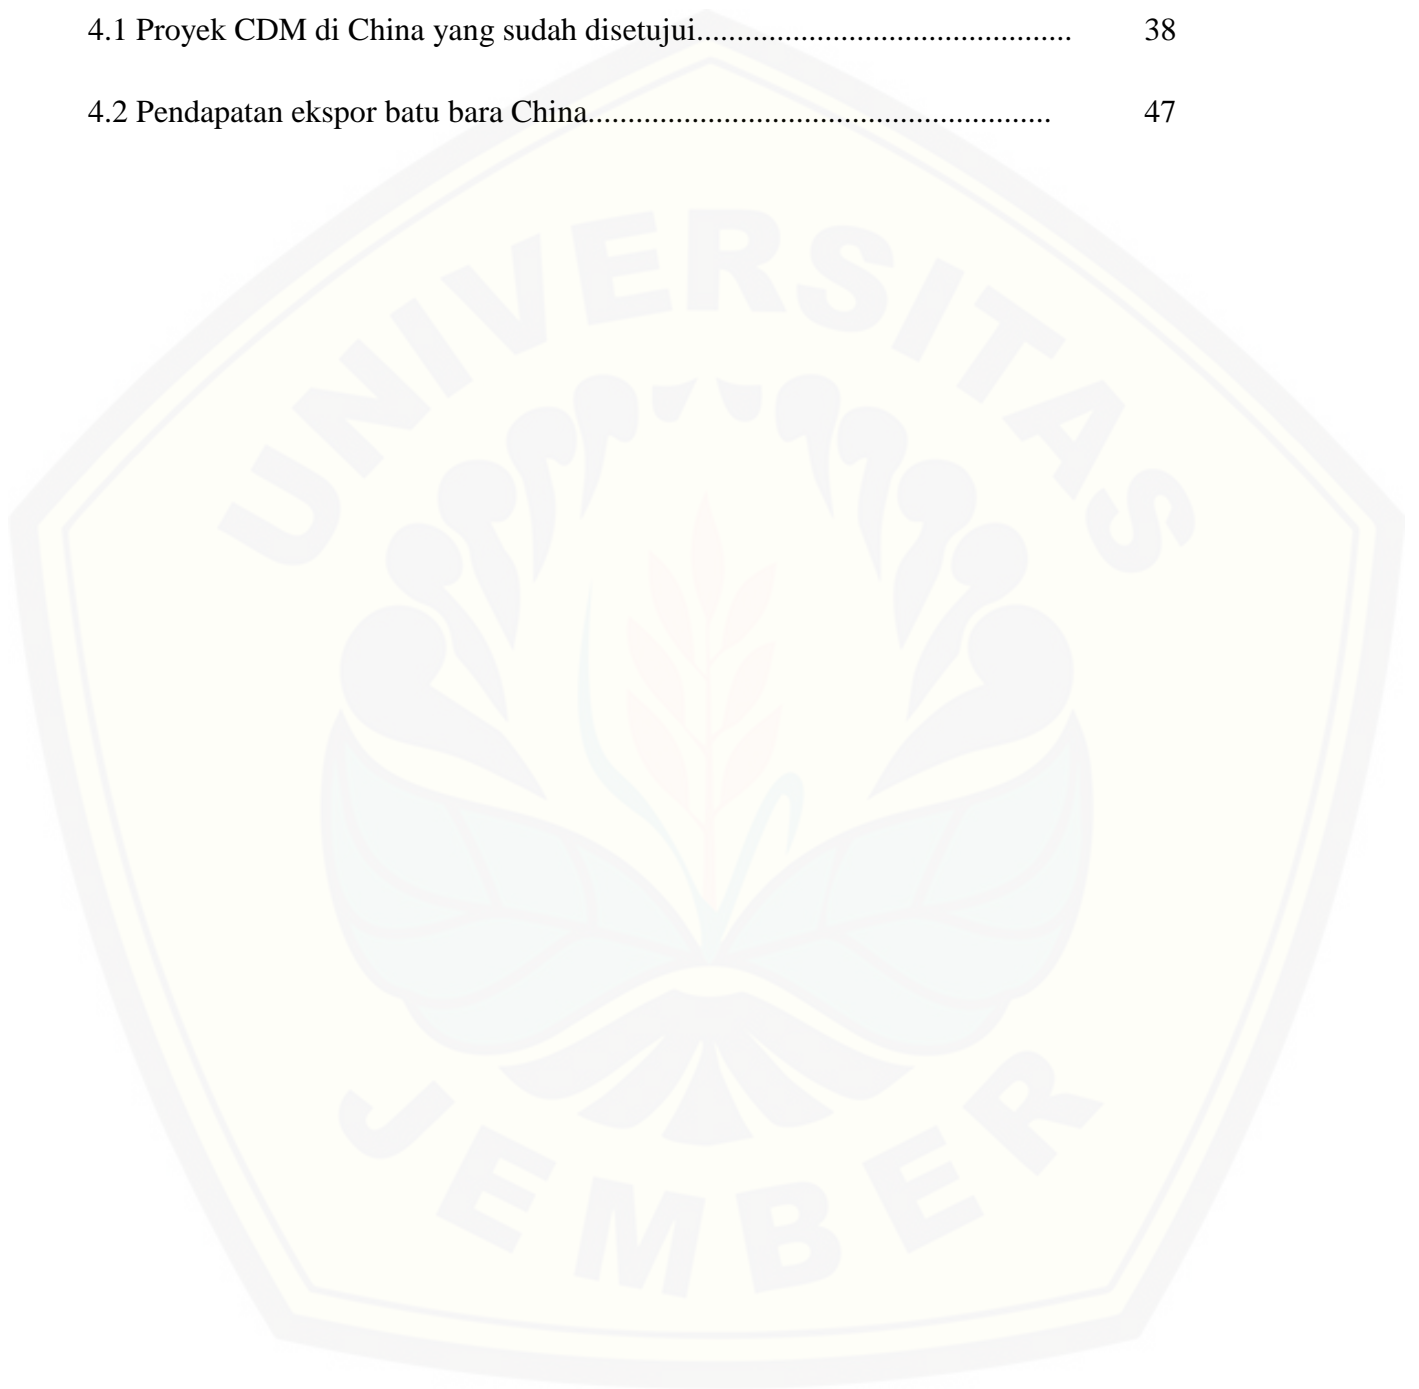 4.1 Proyek CDM di China yang sudah disetujui............................................... 38
4.2 Pendapatan ekspor batu bara China.......................................................... 47
UNIVERSITAS
JEMBER